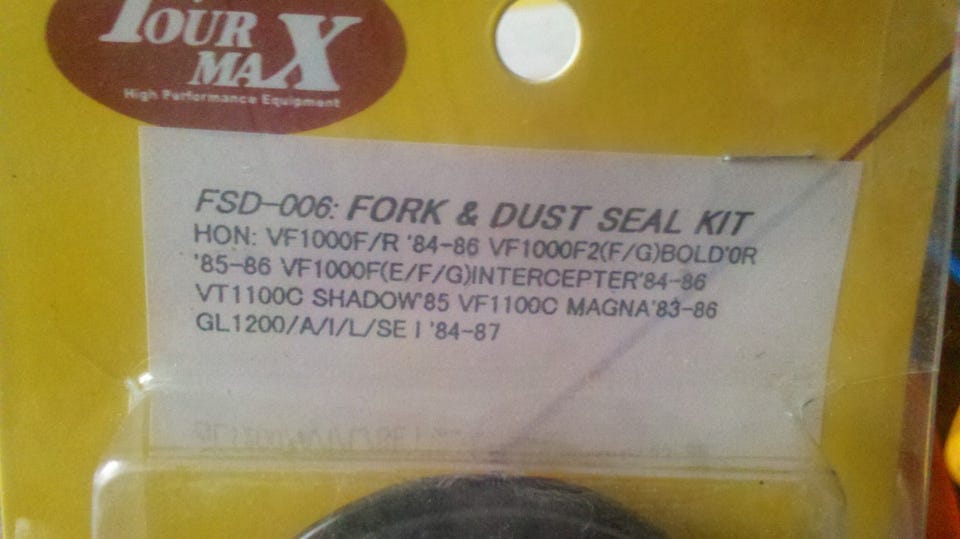 TOUR
MAX
High Performance Equipment
FSD-006: FORK & DUST SEAL KIT
HON: VF1000F/R '84-86 VF1000F2(F/G)BOLD'0R
'85-86 VF1000F(E/F/G)INTERCEPTER'84-86
VT1100C SHADOW'85 VF1100C MAGNA'83-86
GL1200/A/I/L/SE I '84-87